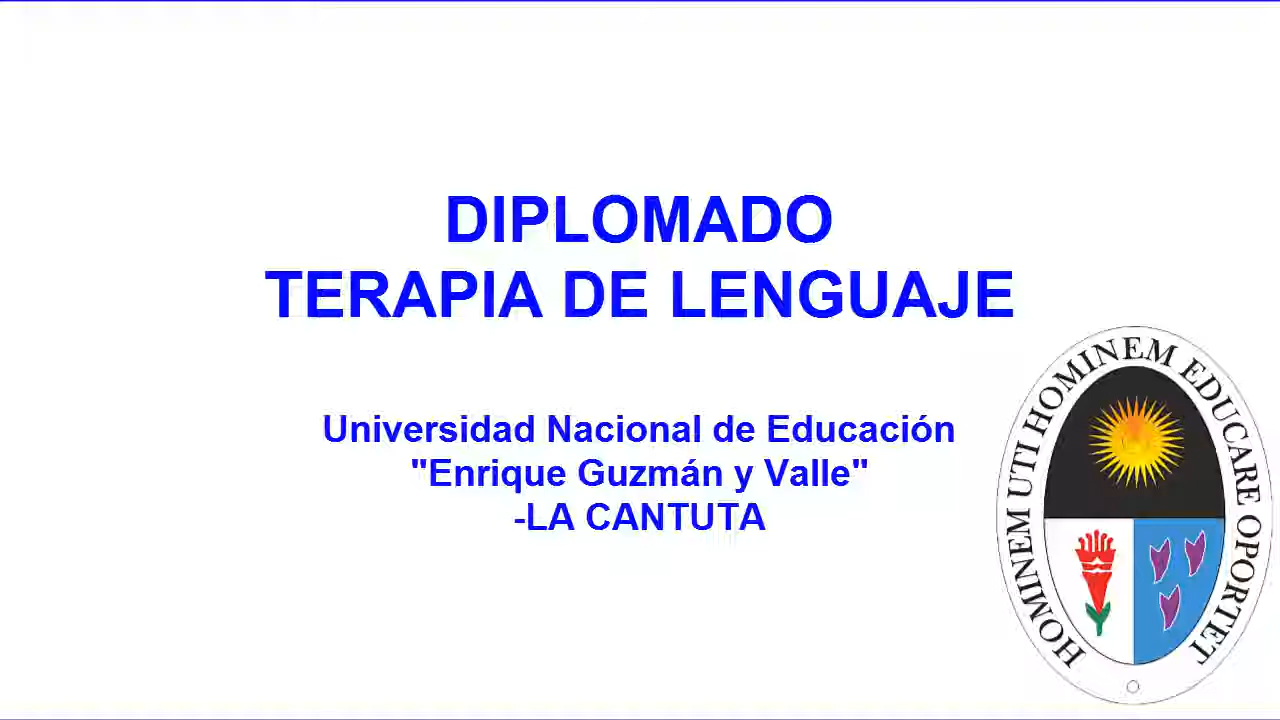 DIPLOMADO
TERAPIA DE LENGUAJE
Universidad Nacional de Educación
"Enrique Guzmán y Valle"
-LA CANTUTA
HOMINEM UTI HOMINEM EDUCARE OPORTET